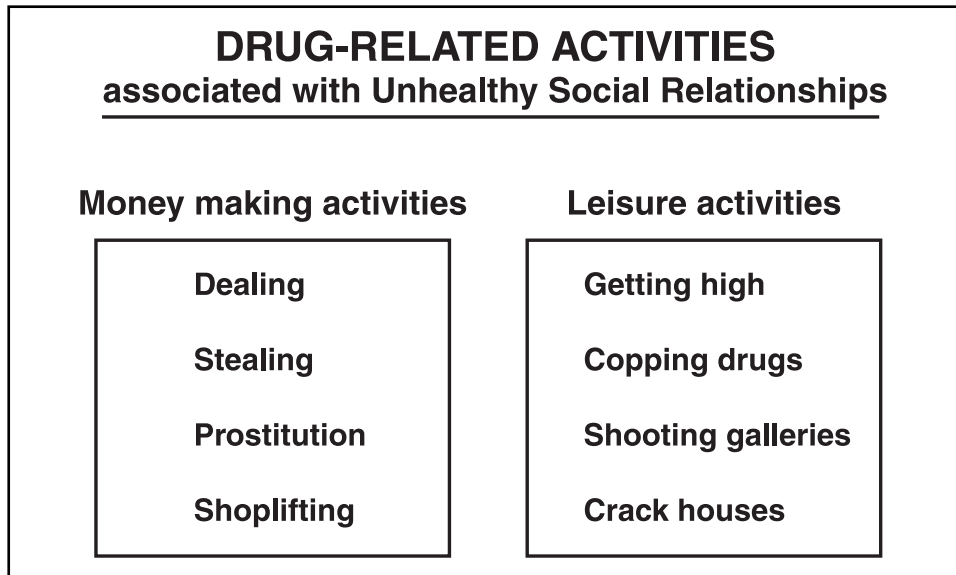 DRUG-RELATED ACTIVITIES
associated with Unhealthy Social Relationships
Money making activities
Dealing
Stealing
Prostitution
Shoplifting
Leisure activities
Getting high
Copping drugs
Shooting galleries
Crack houses